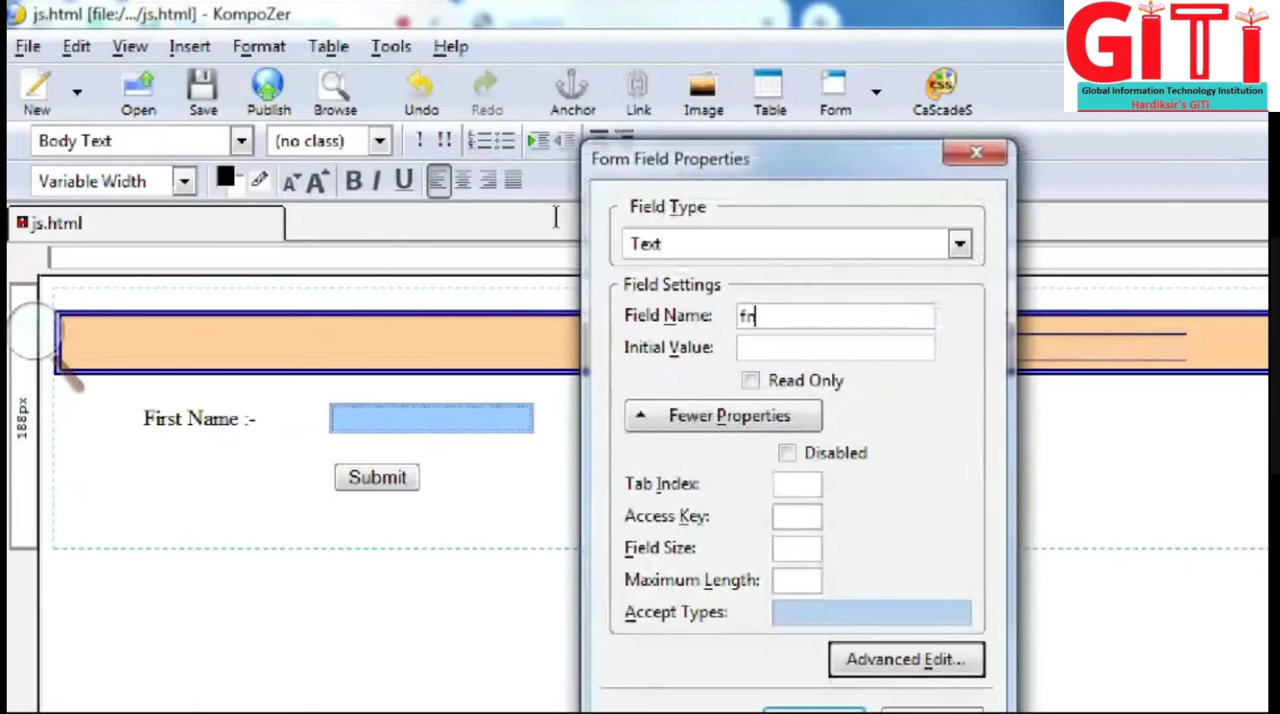 js.html [file:/.../js.html] - KompoZer
File Edit View Insert Format Table Tools Help
GiTi
Global Information Technology Institution
Hardiksir's GiTi
New Open Save Publish Browse Undo Redo Anchor Link Image Table Form CSS CaScadeS
Body Text (no class) ! !!
Form Field Properties
Variable Width A A B I U
Field Type
js.html
Text
Field Settings
Field Name: fn
Initial Value:
Read Only
188px
First Name :-
Fewer Properties
Disabled
Submit
Tab Index:
Access Key:
Field Size:
Maximum Length:
Accept Types:
Advanced Edit...